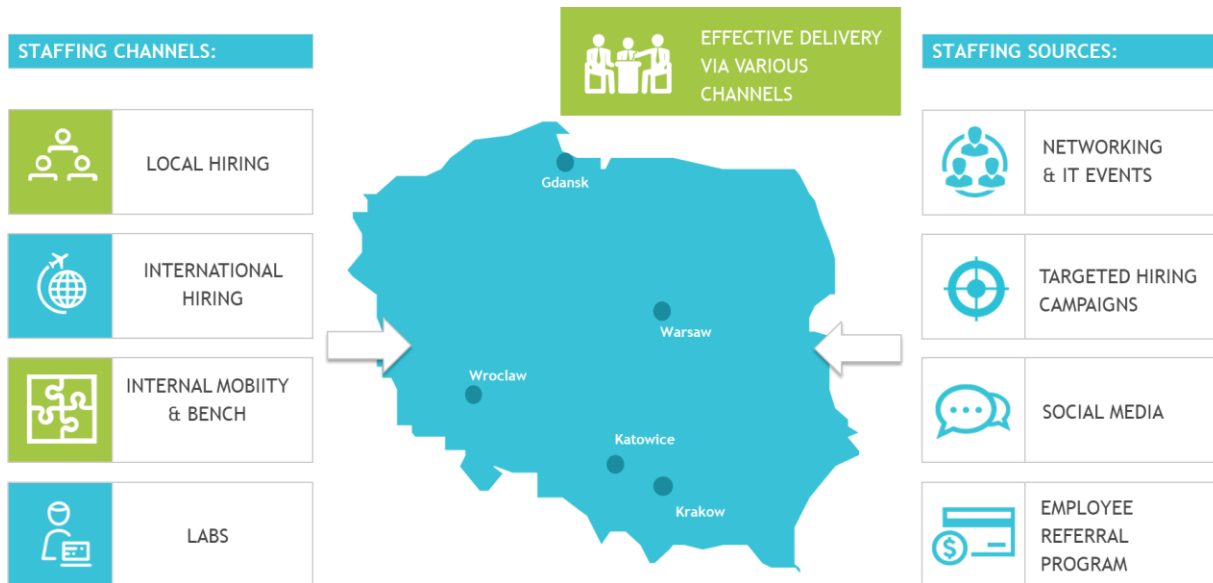 STAFFING CHANNELS:
LOCAL HIRING
INTERNATIONAL
HIRING
INTERNAL MOBIITY
& BENCH
LABS
EFFECTIVE DELIVERY
VIA VARIOUS
CHANNELS
Gdansk
Warsaw
Wroclaw
Katowice
Krakow
STAFFING SOURCES:
NETWORKING
& IT EVENTS
TARGETED HIRING
CAMPAIGNS
SOCIAL MEDIA
$
EMPLOYEE
REFERRAL
PROGRAM